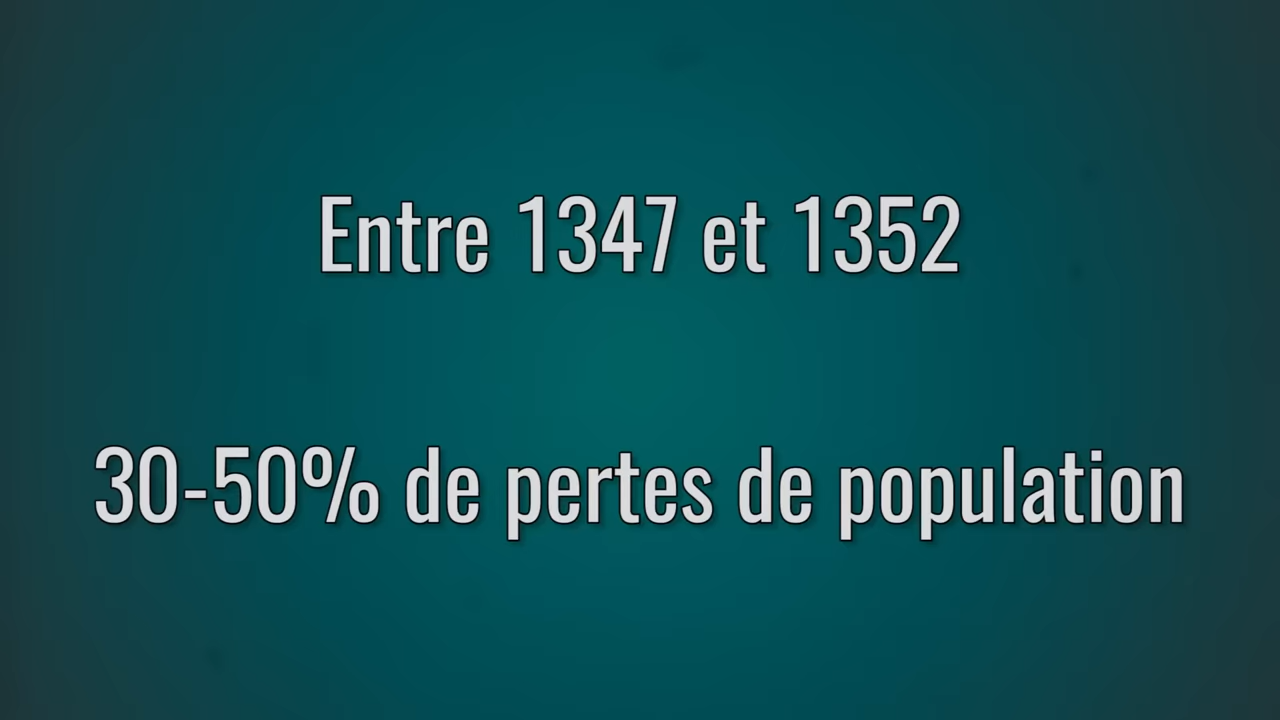 Entre 1347 et 1352
30-50% de pertes de population